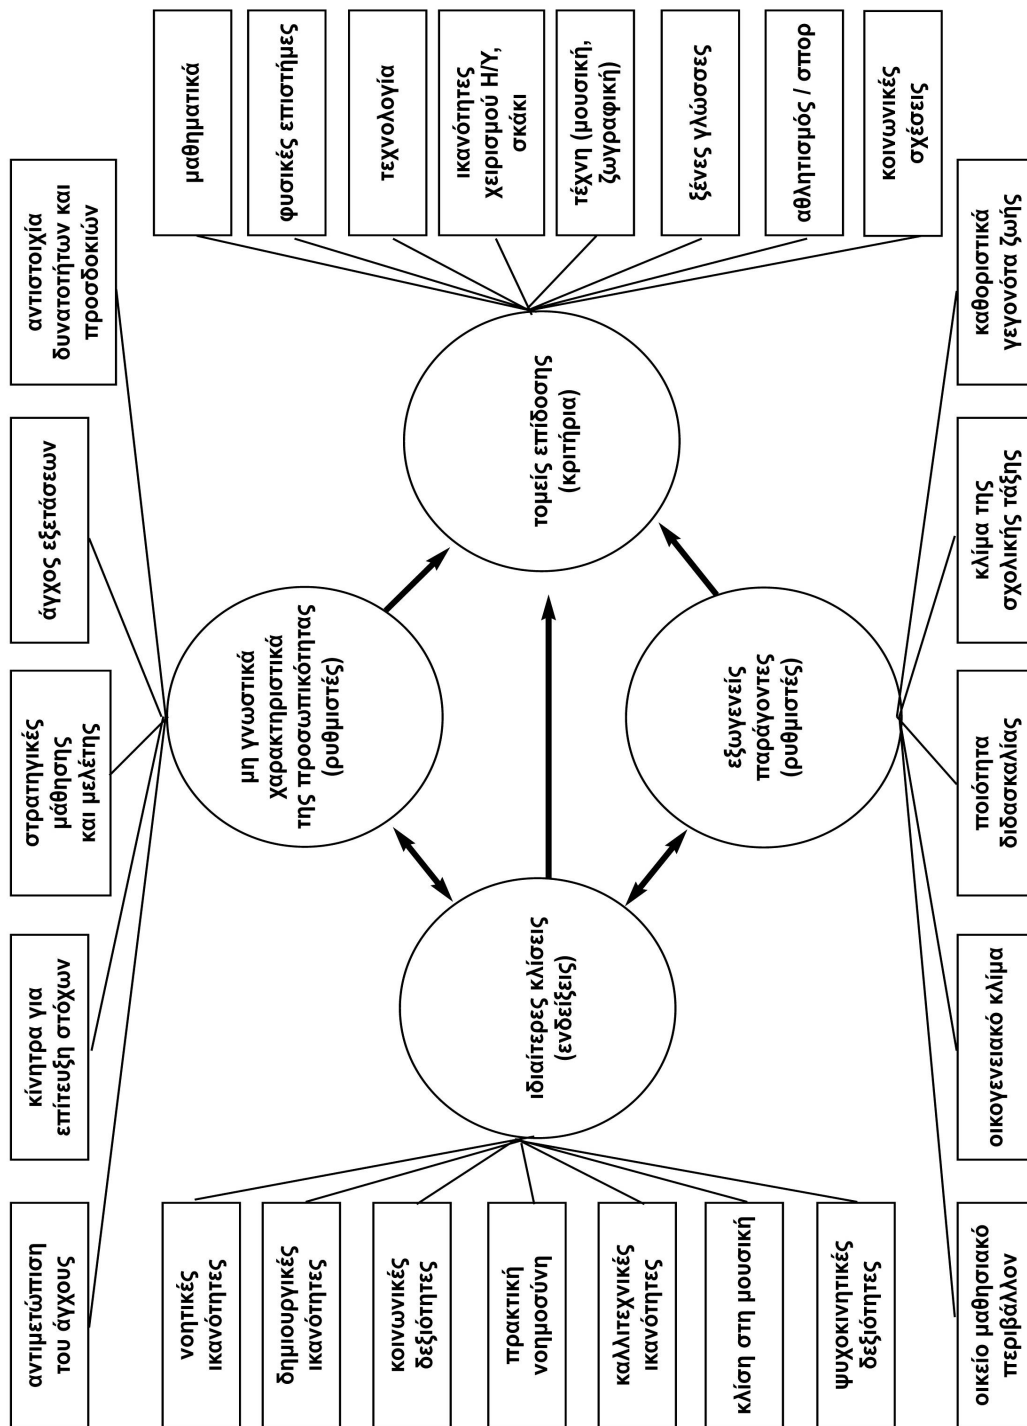 αντιμετώπιση
του άγχους
κίνητρα για
επίτευξη στόχων
στρατηγικές
μάθησης
και μελέτης
άγχος εξετάσεων
αντιστοιχία
δυνατοτήτων και
προσδοκιών
νοητικές
ικανότητες
δημιουργικές
ικανότητες
κοινωνικές
δεξιότητες
πρακτική
νοημοσύνη
καλλιτεχνικές
ικανότητες
κλίση στη μουσική
ψυχοκινητικές
δεξιότητες
μη γνωστικά
χαρακτηριστικά
της προσωπικότητας
(ρυθμιστές)
ιδιαίτερες κλίσεις
(ενδείξεις)
τομείς επίδοσης
(κριτήρια)
εξωγενείς
παράγοντες
(ρυθμιστές)
μαθηματικά
φυσικές επιστήμες
τεχνολογία
ικανότητες
χειρισμού Η/Υ,
σκάκι
τέχνη (μουσική,
ζωγραφική)
ξένες γλώσσες
αθλητισμός / σπορ
κοινωνικές
σχέσεις
οικείο μαθησιακό
περιβάλλον
οικογενειακό κλίμα
ποιότητα
διδασκαλίας
κλίμα της
σχολικής τάξης
καθοριστικά
γεγονότα ζωής